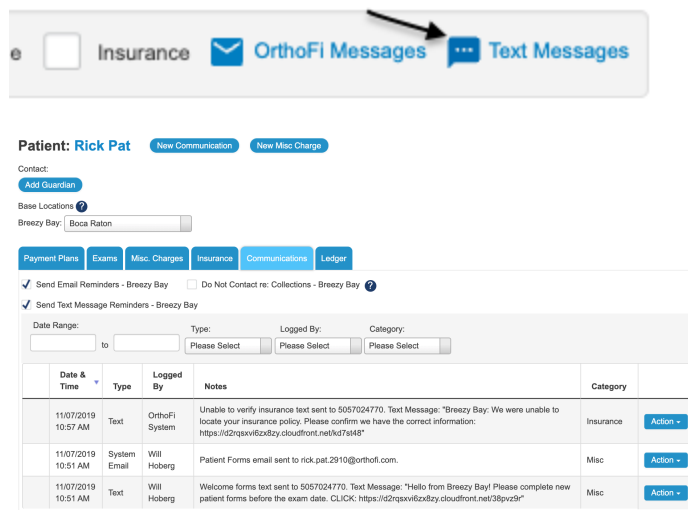 e Insurance OrthoFi Messages Text Messages
Patient: Rick Pat New Communication New Misc Charge
Contact:
Add Guardian
Base Locations ?
Breezy Bay: Boca Raton
Payment Plans Exams Misc. Charges Insurance Communications Ledger
Send Email Reminders - Breezy Bay Do Not Contact re: Collections - Breezy Bay ?
Send Text Message Reminders - Breezy Bay
Date Range: Type: Logged By: Category:
to Please Select Please Select Please Select
Date & Logged
Time Type By Notes Category
Unable to verify insurance text sent to 5057024770. Text Message: "Breezy Bay: We were unable to
11/07/2019 Text OrthoFi locate your insurance policy. Please confirm we have the correct information: Insurance Action
10:57 AM System https://d2rqsxvi6zx8zy.cloudfront.net/kd7st48"
11/07/2019 System Will Patient Forms email sent to rick.pat.2910@orthofi.com. Misc Action
10:51 AM Email Hoberg
11/07/2019 Text Will Welcome forms text sent to 5057024770. Text Message: "Hello from Breezy Bay! Please complete new Misc Action
10:51 AM Hoberg patient forms before the exam date. CLICK: https://d2rqsxvi6zx8zy.cloudfront.net/38pvz9r"